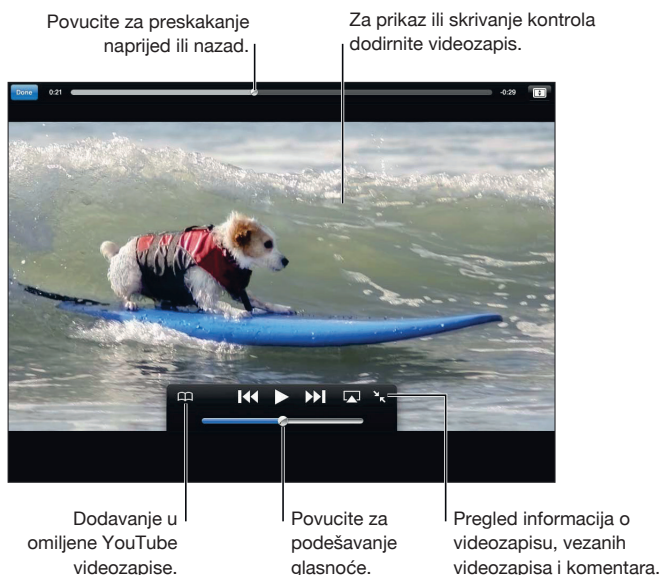 Povucite za preskakanje
naprijed ili nazad.
Za prikaz ili skrivanje kontrola
dodirnite videozapis.
Done 0:21 -0:29
Dodavanje u
omiljene YouTube
videozapise.
Povucite za
podešavanje
glasnoće.
Pregled informacija o
videozapisu, vezanih
videozapisa i komentara.